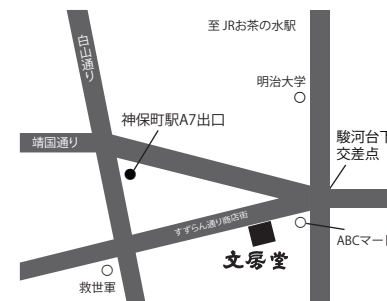 至 JRお茶の水駅
白山通り
明治大学
神保町駅A7出口
靖国通り
駿河台下
交差点
すずらん通り商店街
ABCマート
文房堂
救世軍